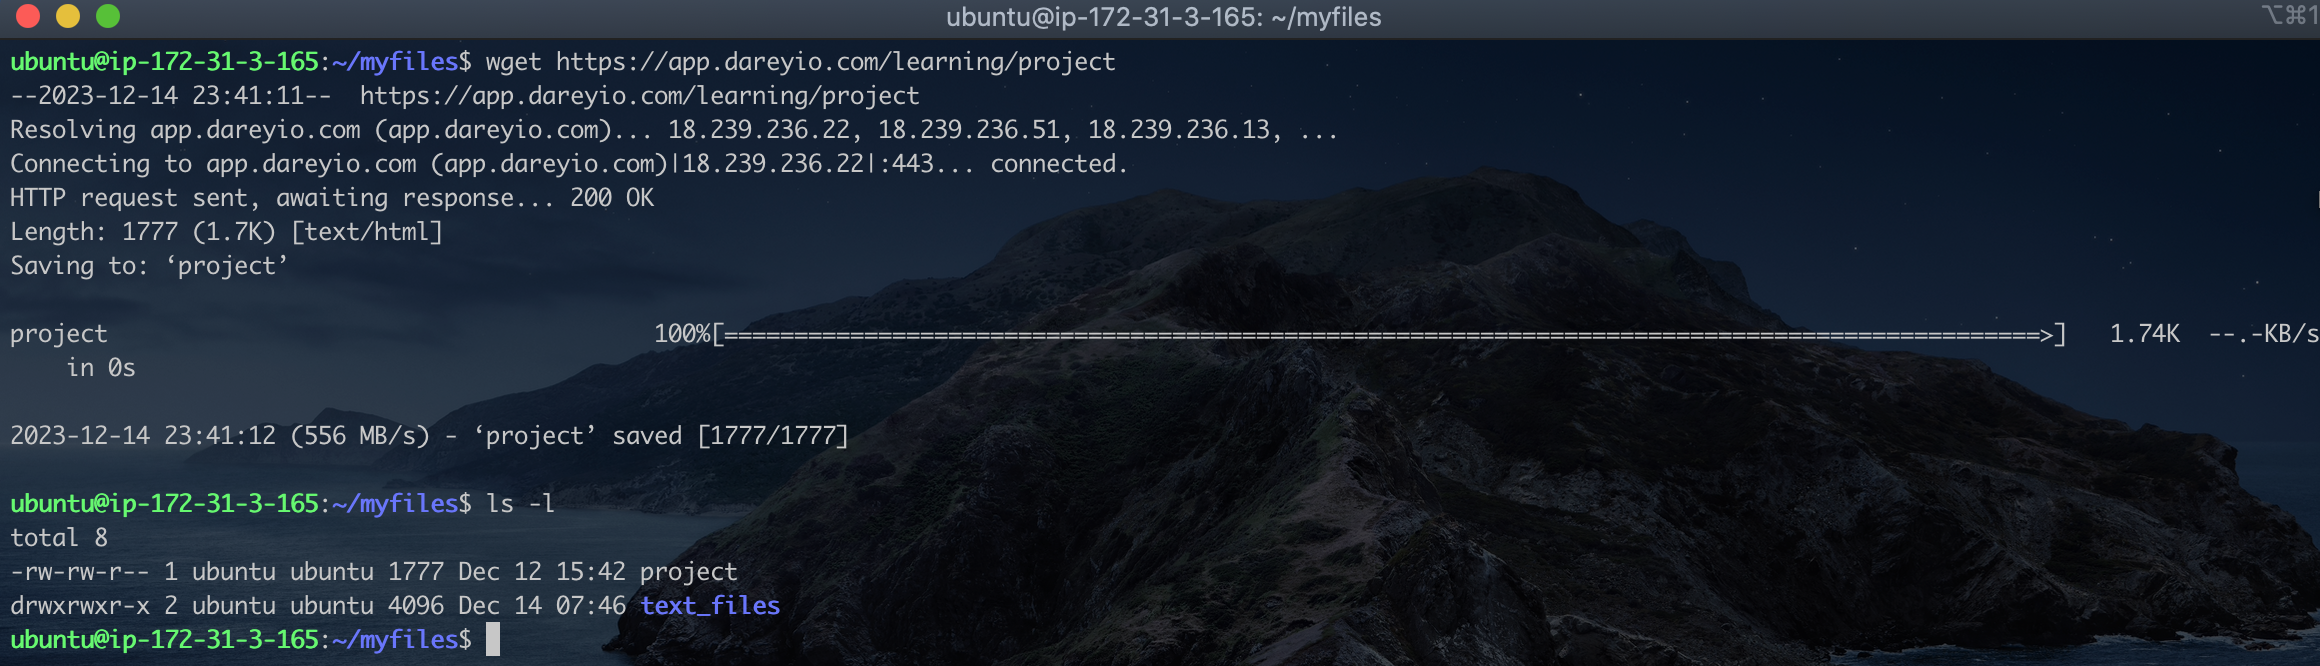 ubuntu@ip-172-31-3-165: ~/myfiles
⌥⌘1
ubuntu@ip-172-31-3-165:~/myfiles$ wget https://app.dareyio.com/learning/project
--2023-12-14 23:41:11--  https://app.dareyio.com/learning/project
Resolving app.dareyio.com (app.dareyio.com)... 18.239.236.22, 18.239.236.51, 18.239.236.13, ...
Connecting to app.dareyio.com (app.dareyio.com)|18.239.236.22|:443... connected.
HTTP request sent, awaiting response... 200 OK
Length: 1777 (1.7K) [text/html]
Saving to: ‘project’
project 100%[==============================================================================================>] 1.74K --.-KB/s
in 0s
2023-12-14 23:41:12 (556 MB/s) - ‘project’ saved [1777/1777]
ubuntu@ip-172-31-3-165:~/myfiles$ ls -l
total 8
-rw-rw-r-- 1 ubuntu ubuntu 1777 Dec 12 15:42 project
drwxrwxr-x 2 ubuntu ubuntu 4096 Dec 14 07:46 text_files
ubuntu@ip-172-31-3-165:~/myfiles$